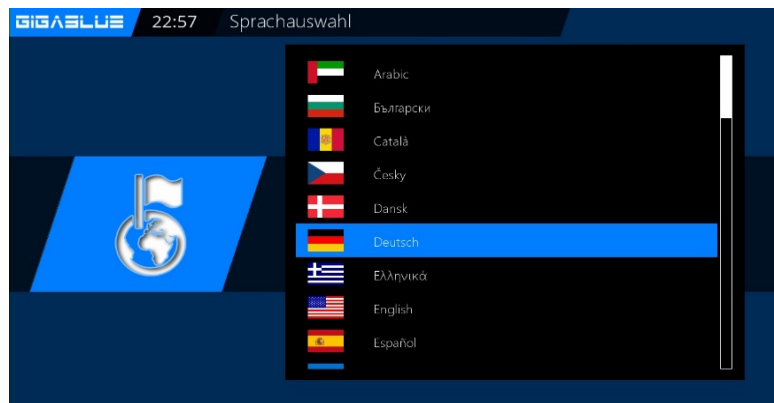 GIGABLUE 22:57 Sprachauswahl
Arabic
Български
Català
Česky
Dansk
Deutsch
Ελληνικά
English
Español